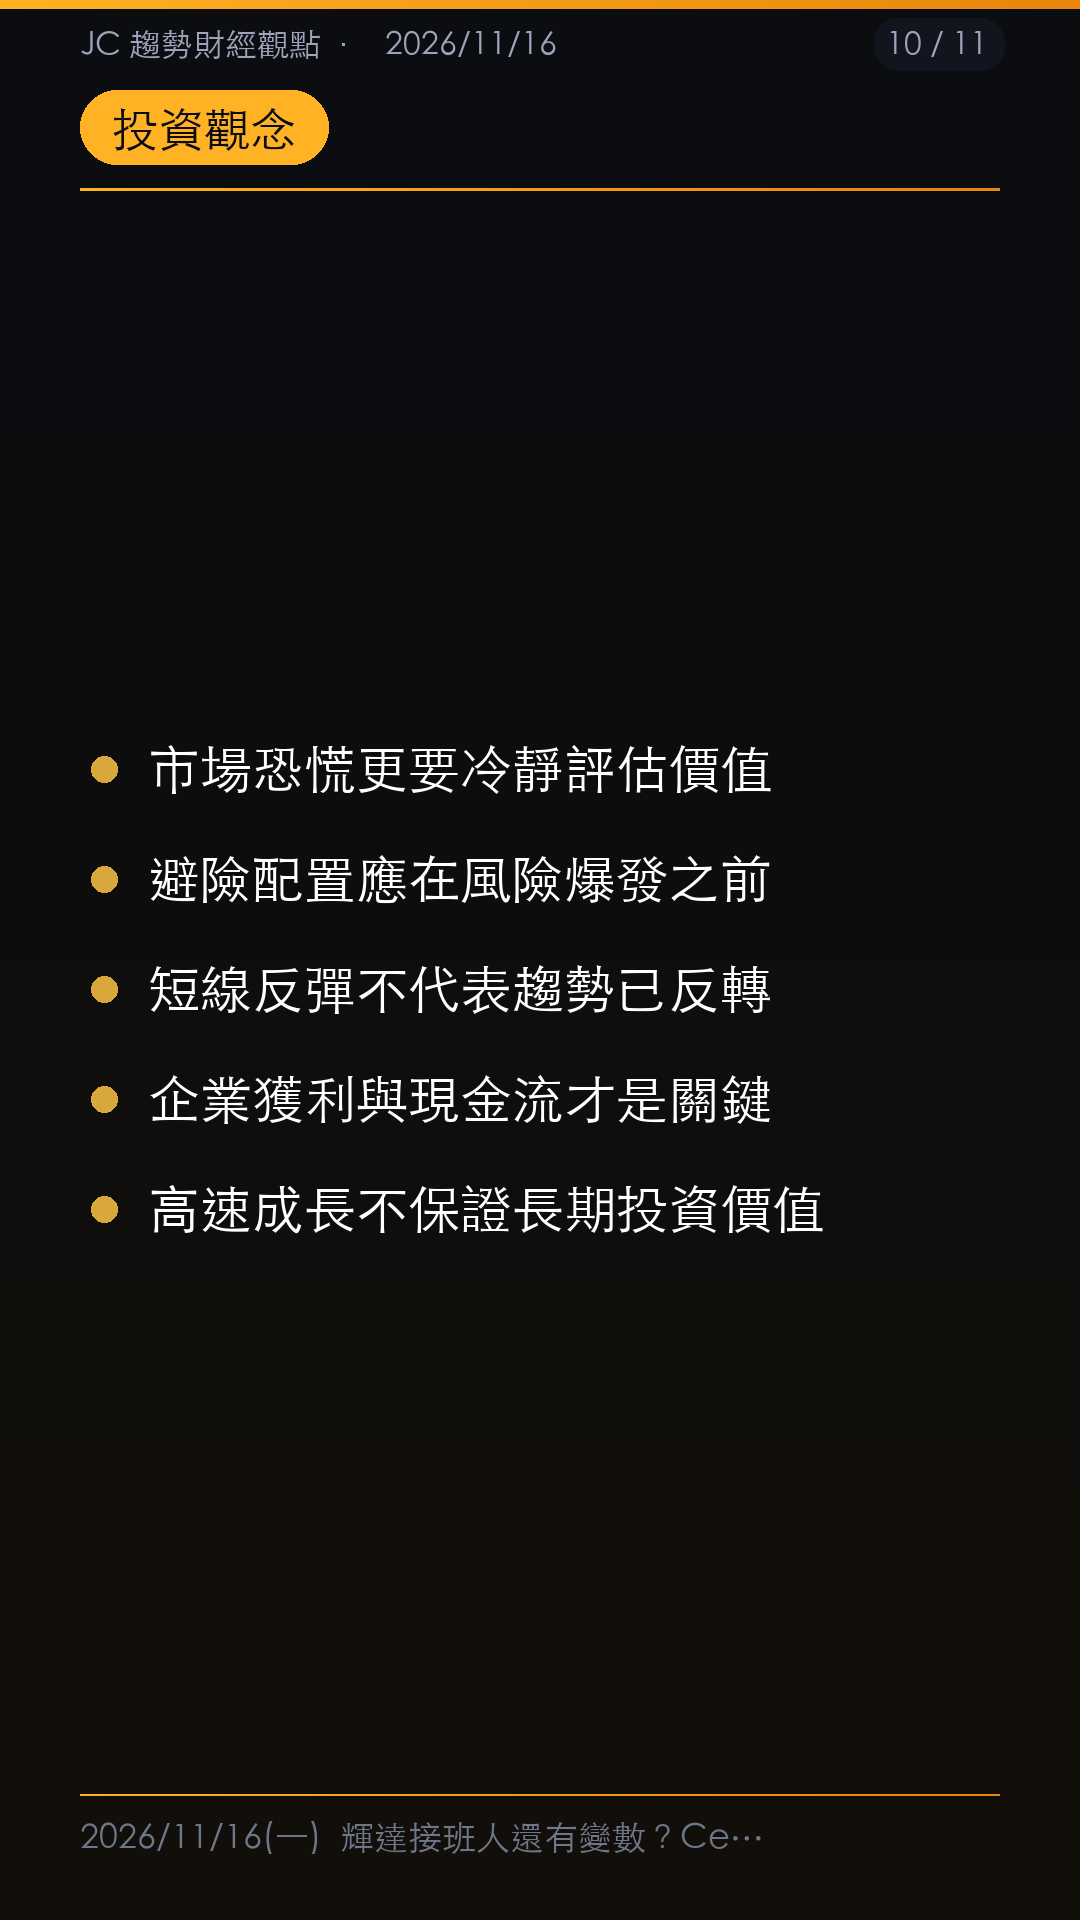 JC 趨勢財經觀點 · 2026/11/16
10 / 11
投資觀念
市場恐慌更要冷靜評估價值
避險配置應在風險爆發之前
短線反彈不代表趨勢已反轉
企業獲利與現金流才是關鍵
高速成長不保證長期投資價值
2026/11/16(一) 輝達接班人還有變數？Ce⋯